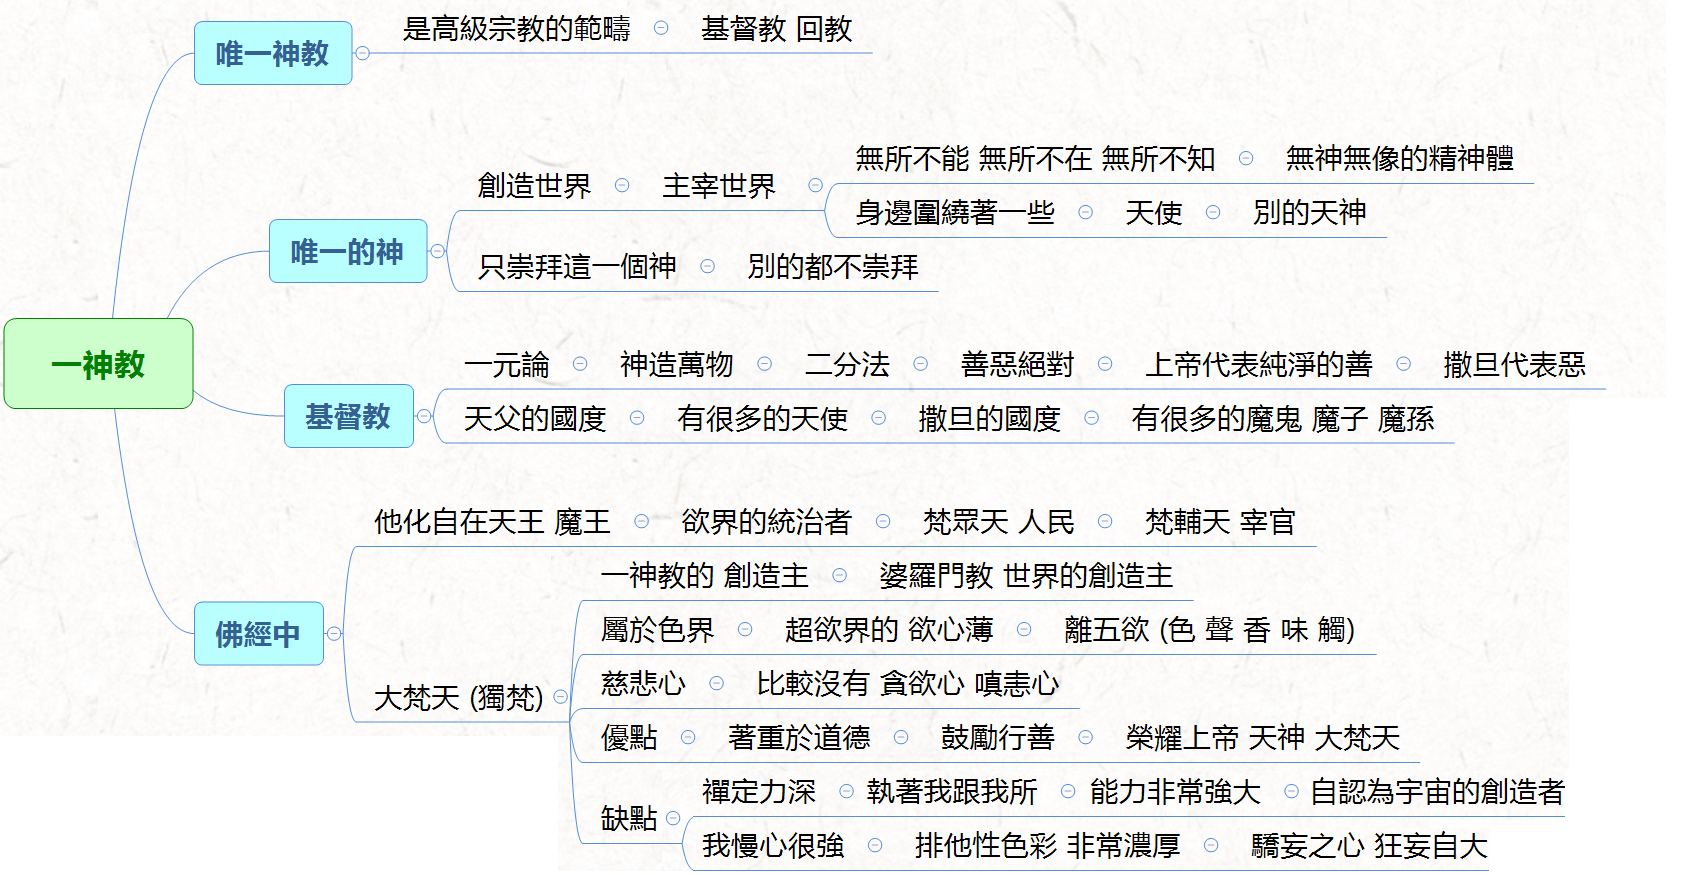 唯一神教
是高級宗教的範疇 基督教 回教
唯一的神
創造世界 主宰世界
無所不能 無所不在 無所不知 無神無像的精神體
身邊圍繞著一些 天使 別的天神
只崇拜這一個神 別的都不崇拜
一神教
基督教
一元論 神造萬物 二分法 善惡絕對 上帝代表純淨的善 撒旦代表惡
天父的國度 有很多的天使 撒旦的國度 有很多的魔鬼 魔子 魔孫
佛經中
他化自在天王 魔王 欲界的統治者 梵眾天 人民 梵輔天 宰官
大梵天 (獨梵)
一神教的 創造主 婆羅門教 世界的創造主
屬於色界 超欲界的 欲心薄 離五欲 (色 聲 香 味 觸)
慈悲心 比較沒有 貪欲心 嗔恚心
優點 著重於道德 鼓勵行善 榮耀上帝 天神 大梵天
缺點
禪定力深 執著我跟我所 能力非常強大 自認為宇宙的創造者
我慢心很強 排他性色彩 非常濃厚 驕妄之心 狂妄自大